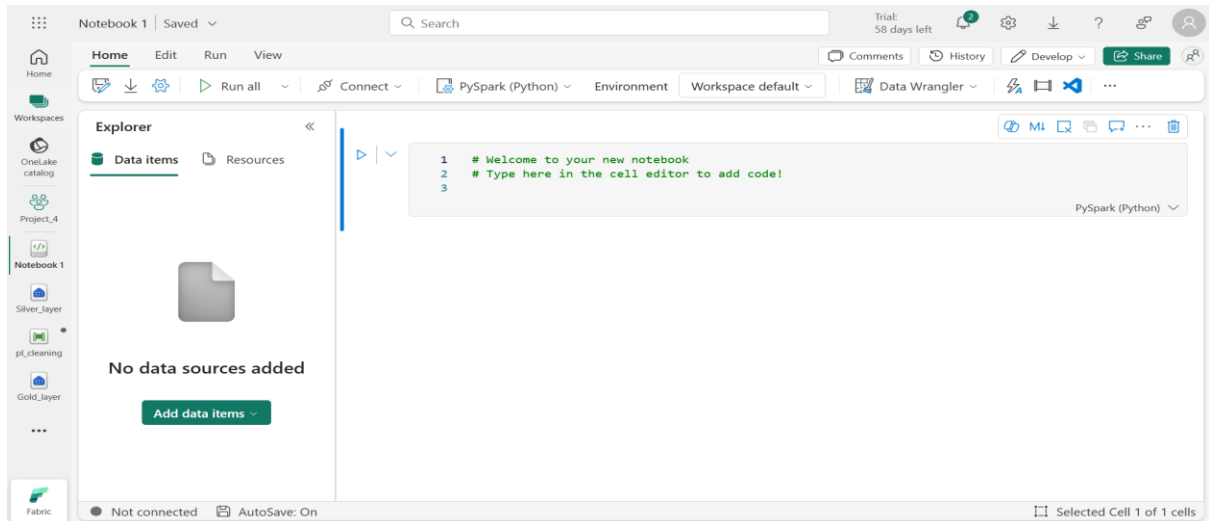 Notebook 1 | Saved
Search
Trial:
58 days left
2
Home
Edit
Run
View
Comments
History
Develop
Share
Run all
Connect
PySpark (Python)
Environment
Workspace default
Data Wrangler
...
Home
Workspaces
OneLake
catalog
Project_4
Notebook 1
Silver_layer
pl_cleaning
Gold_layer
...
Fabric
Explorer
Data items
Resources
No data sources added
Add data items
M↓
...
1 # Welcome to your new notebook
2 # Type here in the cell editor to add code!
3
PySpark (Python)
Not connected
AutoSave: On
Selected Cell 1 of 1 cells